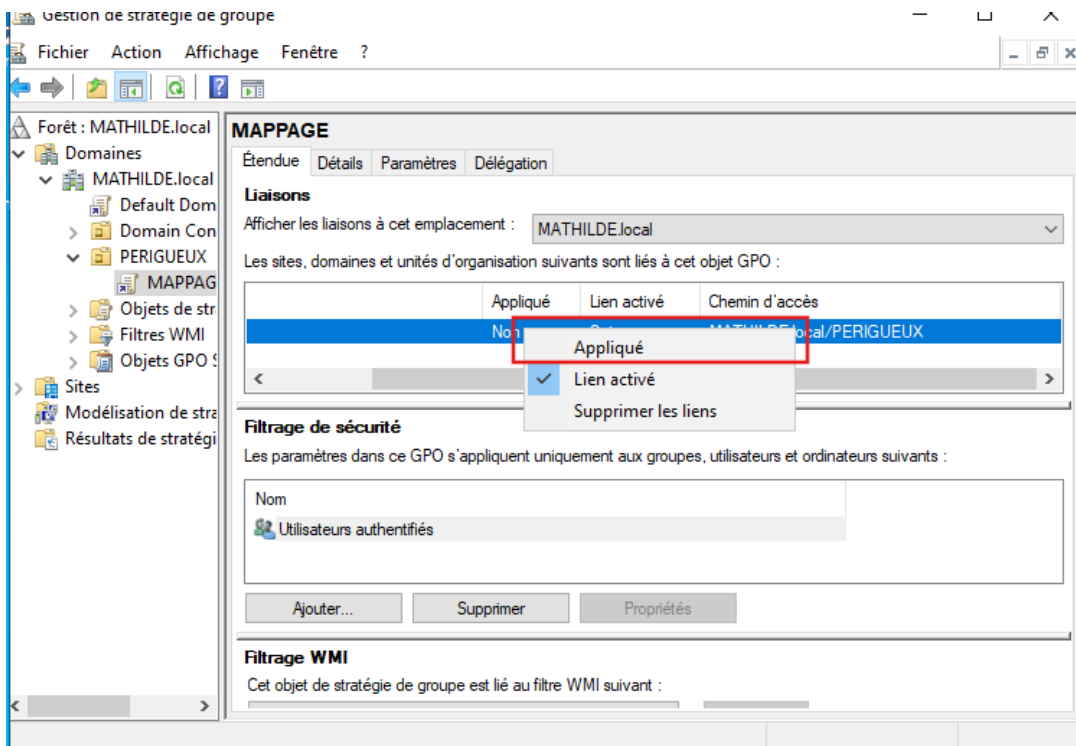 Gestion de stratégie de groupe
Fichier Action Affichage Fenêtre ?
Forêt : MATHILDE.local
Domaines
MATHILDE.local
Default Dom
Domain Con
PERIGUEUX
MAPPAG
Objets de str
Filtres WMI
Objets GPO S
Sites
Modélisation de stra
Résultats de stratégi
MAPPAGE
Étendue Détails Paramètres Délégation
Liaisons
Afficher les liaisons à cet emplacement : MATHILDE.local
Les sites, domaines et unités d'organisation suivants sont liés à cet objet GPO :
Appliqué Lien activé Chemin d'accès
Non MATHILDE.local/PERIGUEUX
Appliqué
Lien activé
Supprimer les liens
Filtrage de sécurité
Les paramètres dans ce GPO s'appliquent uniquement aux groupes, utilisateurs et ordinateurs suivants :
Nom
Utilisateurs authentifiés
Ajouter... Supprimer Propriétés
Filtrage WMI
Cet objet de stratégie de groupe est lié au filtre WMI suivant :